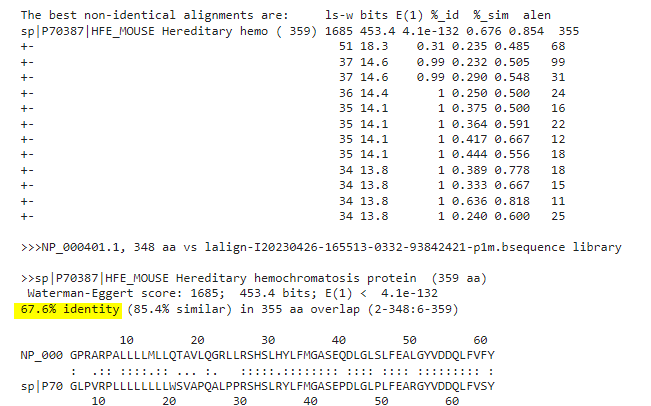 The best non-identical alignments are: ls-w bits E(1) %_id %_sim alen
sp|P70387|HFE_MOUSE Hereditary hemo ( 359) 1685 453.4 4.1e-132 0.676 0.854 355
+- 51 18.3 0.31 0.235 0.485 68
+- 37 14.6 0.99 0.232 0.505 99
+- 37 14.6 0.99 0.290 0.548 31
+- 36 14.4 1 0.250 0.500 24
+- 35 14.1 1 0.375 0.500 16
+- 35 14.1 1 0.364 0.591 22
+- 35 14.1 1 0.417 0.667 12
+- 35 14.1 1 0.444 0.556 18
+- 34 13.8 1 0.389 0.778 18
+- 34 13.8 1 0.333 0.667 15
+- 34 13.8 1 0.636 0.818 11
+- 34 13.8 1 0.240 0.600 25
>>>NP_000401.1, 348 aa vs lalign-I20230426-165513-0332-93842421-p1m.bsequence library
>>sp|P70387|HFE_MOUSE Hereditary hemochromatosis protein (359 aa)
Waterman-Eggert score: 1685; 453.4 bits; E(1) < 4.1e-132
67.6% identity (85.4% similar) in 355 aa overlap (2-348:6-359)
10 20 30 40 50 60
NP_000 GPRARPALLLLMLLQTAVLQGRLLRSHSLHYLFMGASEQDLGLSLFEALGYVDDQLFVFY
: .:: ::::.:: ... :. :::::.:::::::: :::: :::: ::::::::: :
sp|P70 GLPVRPLLLLLLLLWSVAPQALPPRSHSLRYLFMGASEPDLGLPLFEARGYVDDQLFVSY
10 20 30 40 50 60